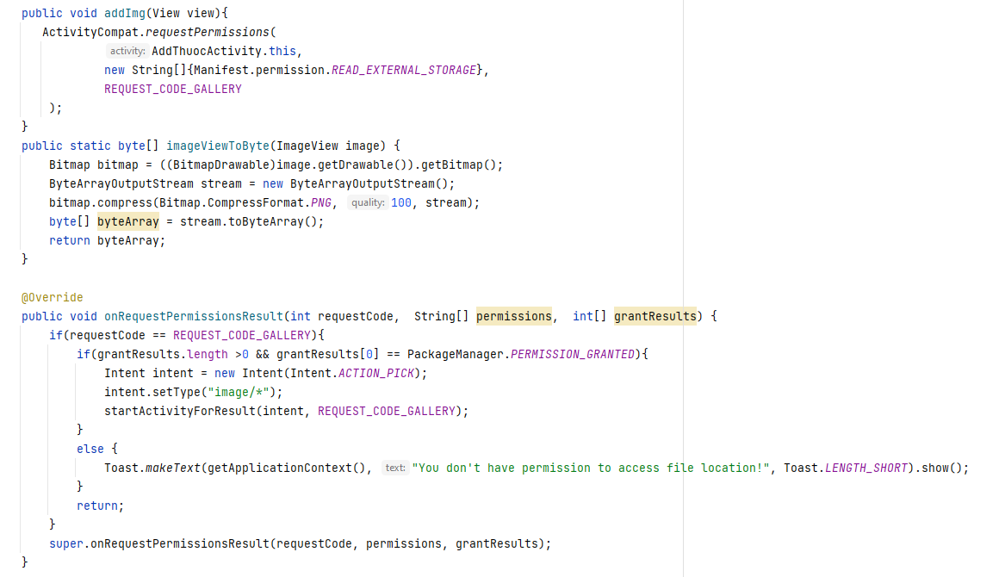 public void addImg(View view){
ActivityCompat.requestPermissions(
activity: AddThuocActivity.this,
new String[]{Manifest.permission.READ_EXTERNAL_STORAGE},
REQUEST_CODE_GALLERY
);
}
public static byte[] imageViewToByte(ImageView image) {
Bitmap bitmap = ((BitmapDrawable)image.getDrawable()).getBitmap();
ByteArrayOutputStream stream = new ByteArrayOutputStream();
bitmap.compress(Bitmap.CompressFormat.PNG, quality: 100, stream);
byte[] byteArray = stream.toByteArray();
return byteArray;
}
@Override
public void onRequestPermissionsResult(int requestCode,  String[] permissions,  int[] grantResults) {
if(requestCode == REQUEST_CODE_GALLERY){
if(grantResults.length >0 && grantResults[0] == PackageManager.PERMISSION_GRANTED){
Intent intent = new Intent(Intent.ACTION_PICK);
intent.setType("image/*");
startActivityForResult(intent, REQUEST_CODE_GALLERY);
}
else {
Toast.makeText(getApplicationContext(), text: "You don't have permission to access file location!", Toast.LENGTH_SHORT).show();
}
return;
}
super.onRequestPermissionsResult(requestCode, permissions, grantResults);
}